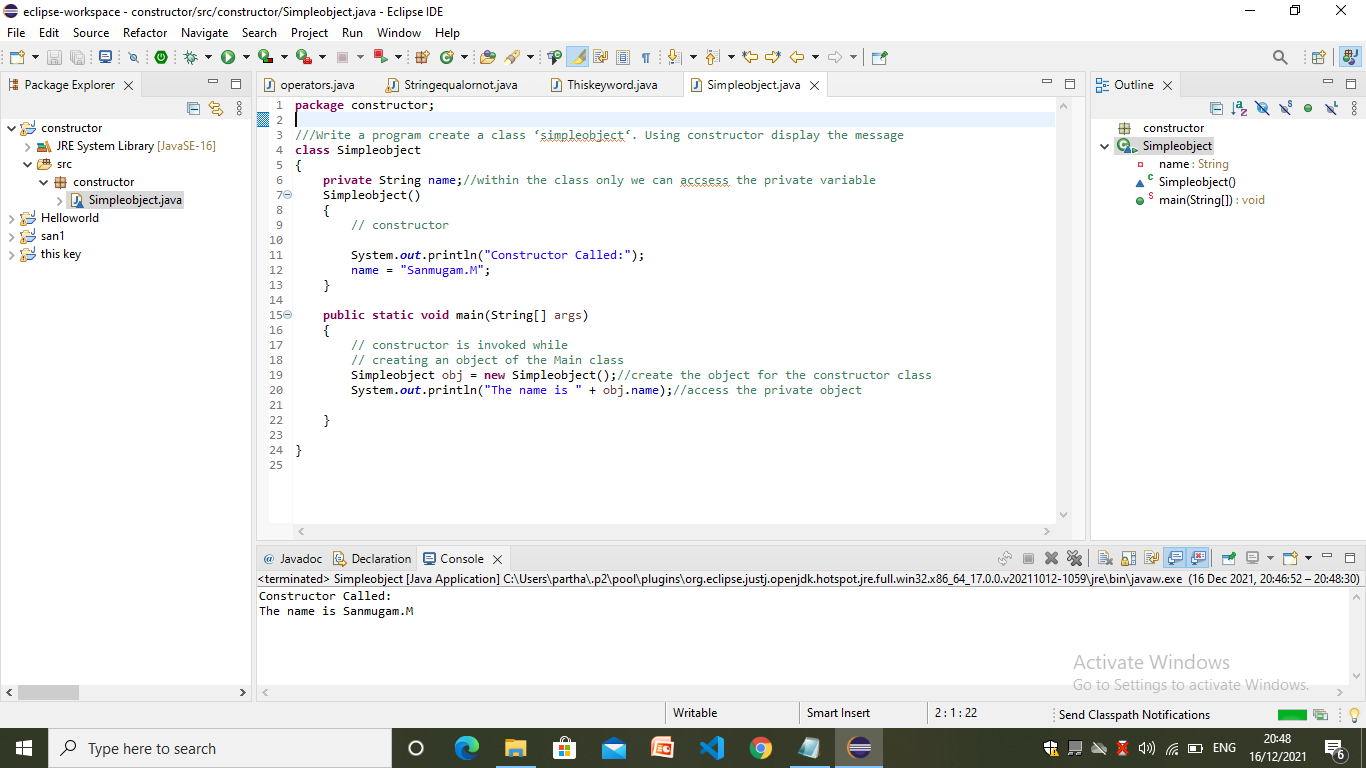 eclipse-workspace - constructor/src/constructor/Simpleobject.java - Eclipse IDE
File Edit Source Refactor Navigate Search Project Run Window Help
Package Explorer
constructor
JRE System Library [JavaSE-16]
src
constructor
Simpleobject.java
Helloworld
san1
this key
operators.java Stringequalornot.java Thiskeyword.java Simpleobject.java
1 package constructor;
2
3 ///Write a program create a class ‘simpleobject‘. Using constructor display the message
4 class Simpleobject
5 {
6 private String name;//within the class only we can accsess the private variable
7 Simpleobject()
8 {
9 // constructor
10
11 System.out.println("Constructor Called:");
12 name = "Sanmugam.M";
13 }
14
15 public static void main(String[] args)
16 {
17 // constructor is invoked while
18 // creating an object of the Main class
19 Simpleobject obj = new Simpleobject();//create the object for the constructor class
20 System.out.println("The name is " + obj.name);//access the private object
21
22 }
23
24 }
25
Outline
constructor
Simpleobject
name : String
Simpleobject()
main(String[]) : void
@ Javadoc Declaration Console
<terminated> Simpleobject [Java Application] C:\Users\partha\.p2\pool\plugins\org.eclipse.justj.openjdk.hotspot.jre.full.win32.x86_64_17.0.0.v20211012-1059\jre\bin\javaw.exe (16 Dec 2021, 20:46:52 – 20:48:30)
Constructor Called:
The name is Sanmugam.M
Activate Windows
Go to Settings to activate Windows.
Writable Smart Insert 2 : 1 : 22 Send Classpath Notifications
Type here to search
ENG
20:48
16/12/2021
6